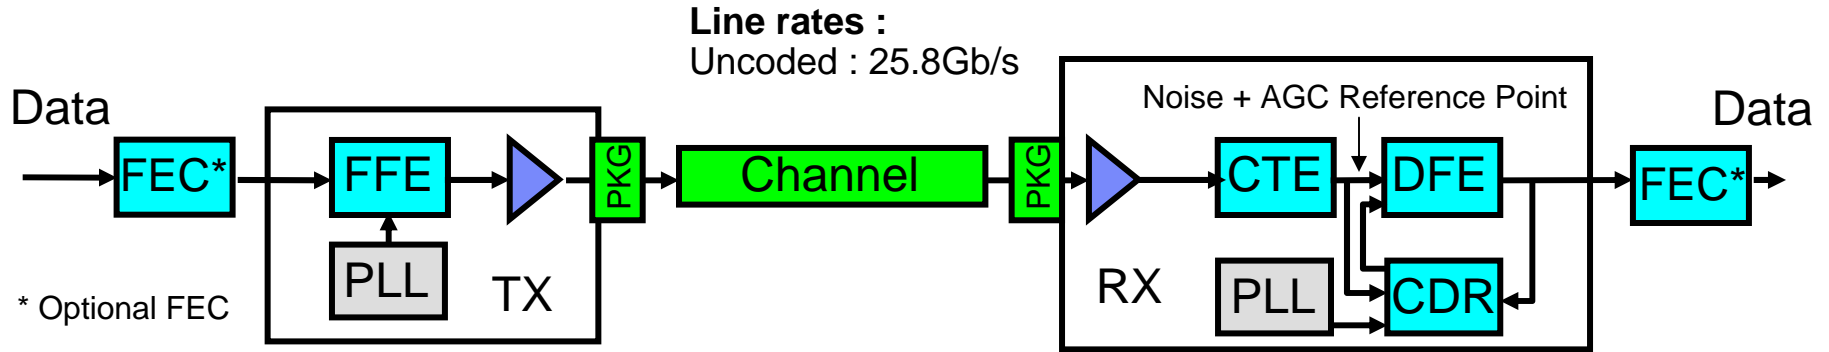 Line rates :
Uncoded : 25.8Gb/s
Data
Noise + AGC Reference Point
Data
FEC*
FFE
PKG
Channel
PKG
CTE
DFE
FEC*
PLL
TX
RX
PLL
CDR
* Optional FEC